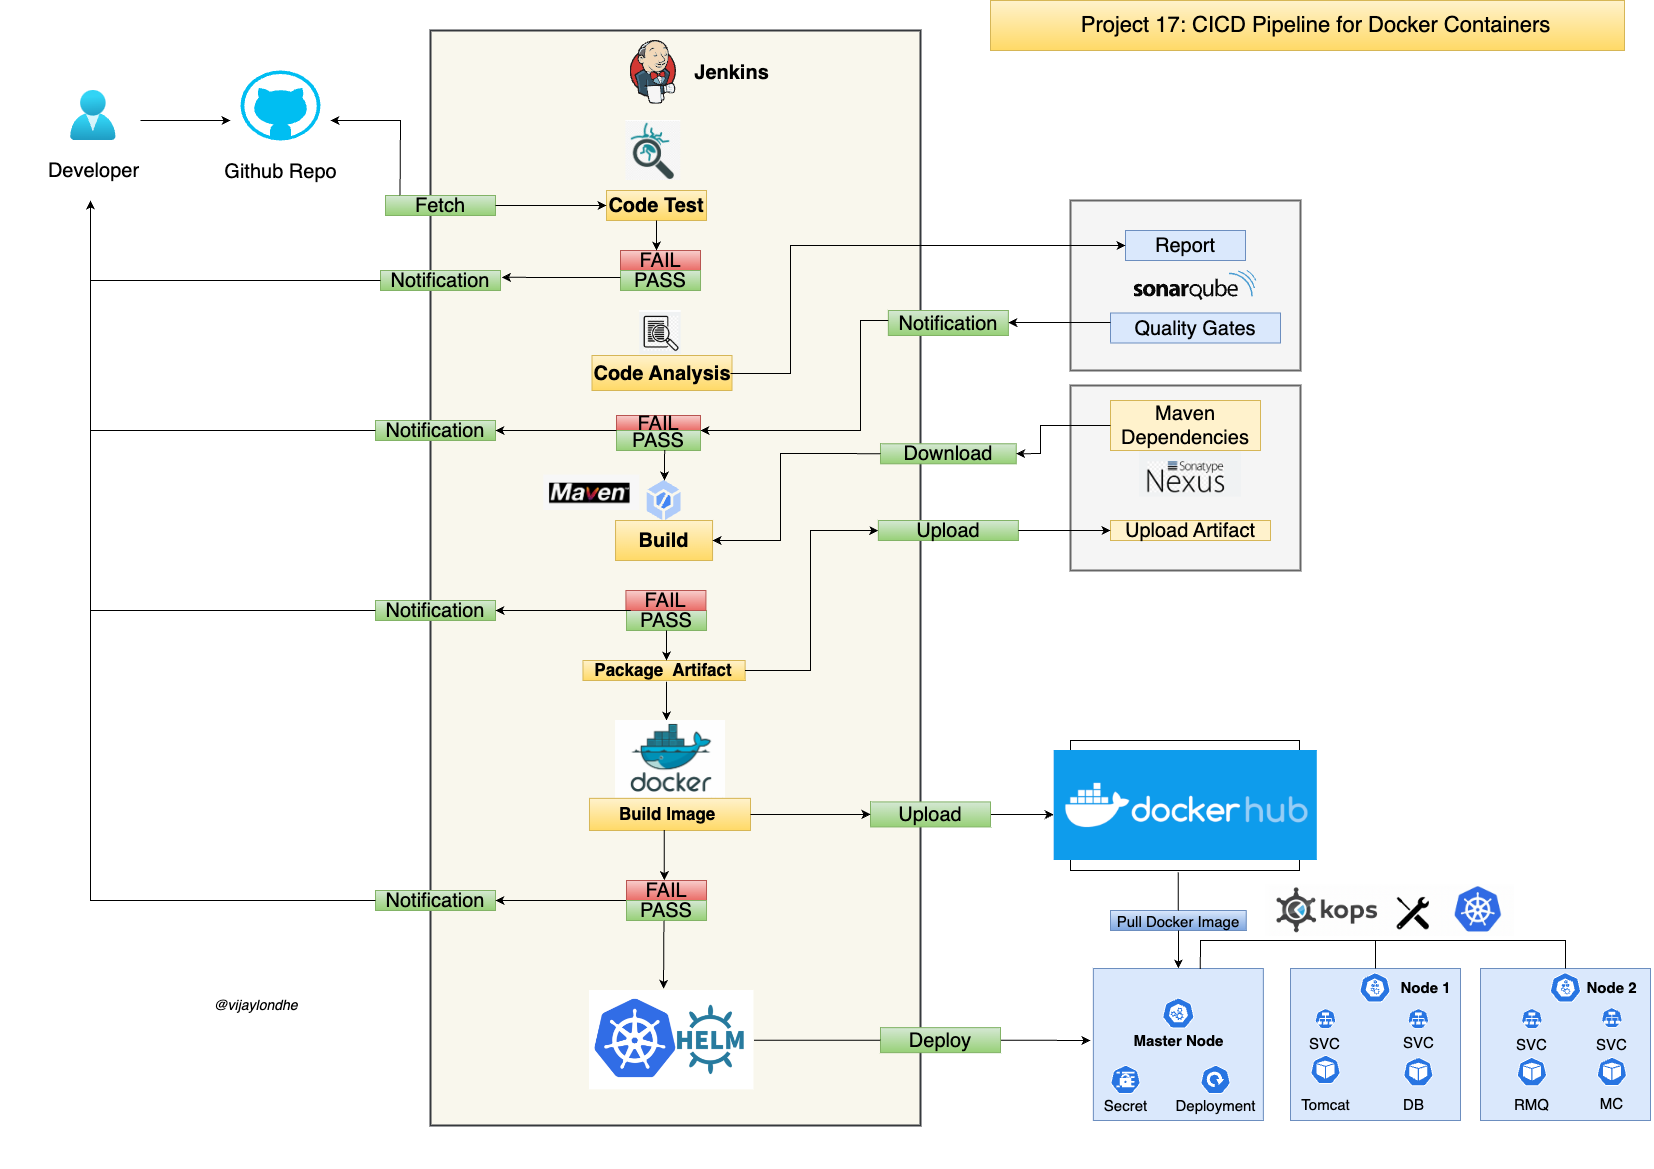 Project 17: CICD Pipeline for Docker Containers
Jenkins
Developer
Github Repo
Fetch
Code Test
FAIL
PASS
Notification
Report
sonarqube
Notification
Quality Gates
Code Analysis
Notification
FAIL
PASS
Download
Maven
Dependencies
Sonatype
Nexus
Maven
Build
Upload
Upload Artifact
Notification
FAIL
PASS
Package Artifact
docker
Build Image
Upload
docker hub
Notification
FAIL
PASS
Pull Docker Image
kops
@vijaylondhe
HELM
Deploy
Master Node
Secret
Deployment
Node 1
SVC
SVC
Tomcat
DB
Node 2
SVC
SVC
RMQ
MC